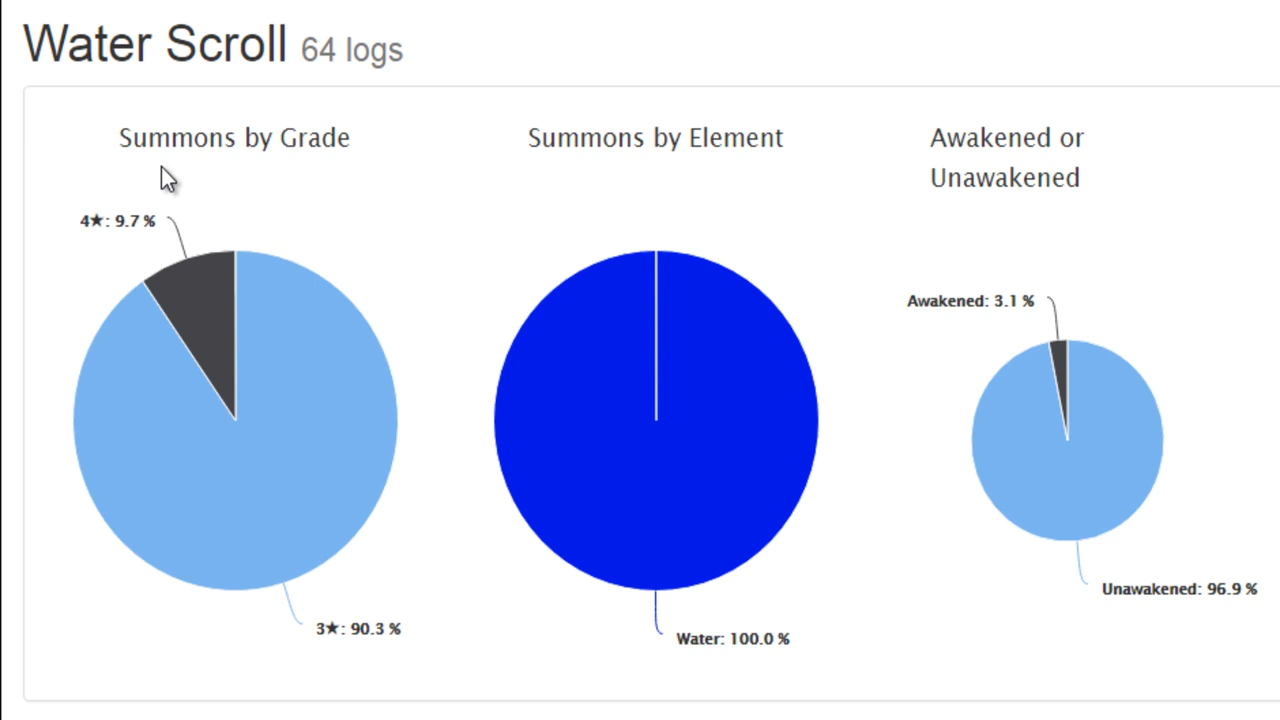 Water Scroll 64 logs
Summons by Grade
4★: 9.7 %
3★: 90.3 %
Summons by Element
Water: 100.0 %
Awakened or
Unawakened
Awakened: 3.1 %
Unawakened: 96.9 %